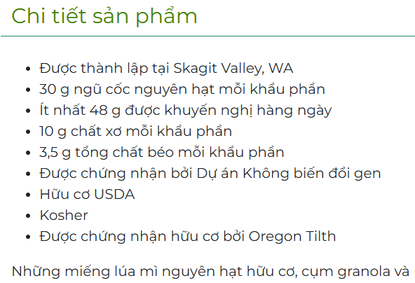 Chi tiết sản phẩm
• Được thành lập tại Skagit Valley, WA
• 30 g ngũ cốc nguyên hạt mỗi khẩu phần
• Ít nhất 48 g được khuyến nghị hàng ngày
• 10 g chất xơ mỗi khẩu phần
• 3,5 g tổng chất béo mỗi khẩu phần
• Được chứng nhận bởi Dự án Không biến đổi gen
• Hữu cơ USDA
• Kosher
• Được chứng nhận hữu cơ bởi Oregon Tilth
Những miếng lúa mì nguyên hạt hữu cơ, cụm granola và